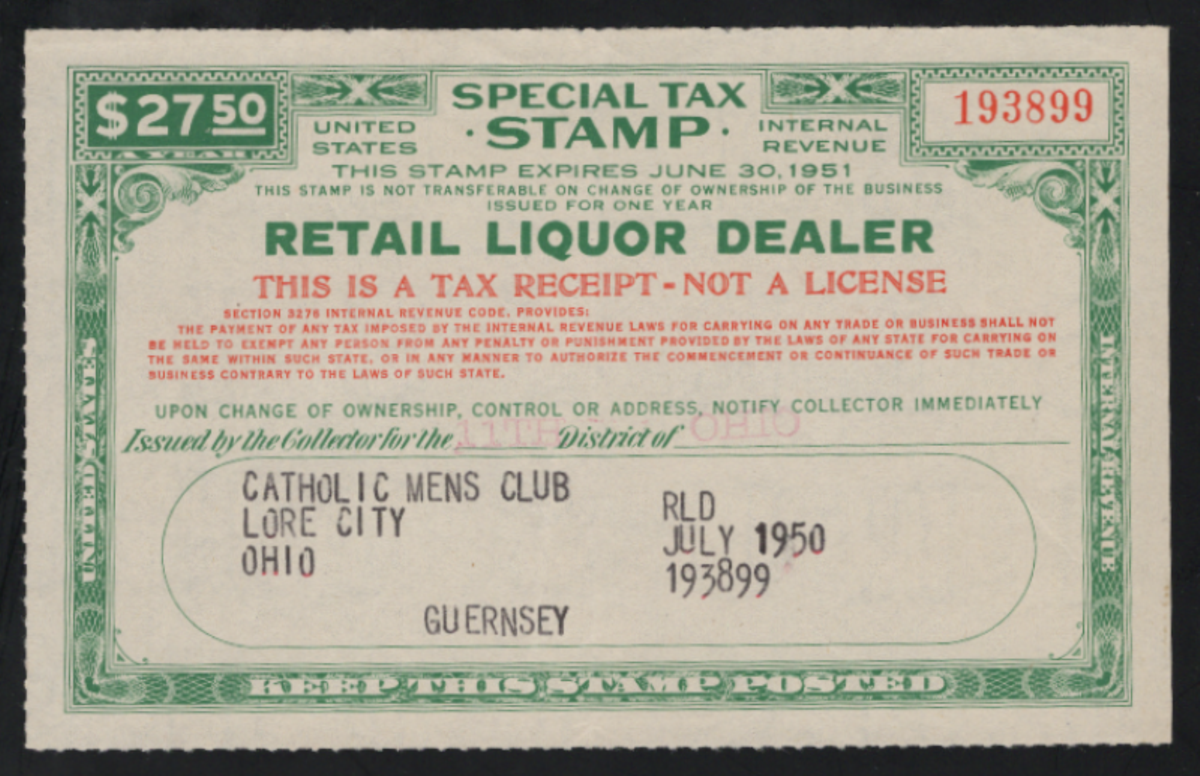 $27.50
A YEAR
UNITED STATES
SPECIAL TAX
· STAMP ·
INTERNAL REVENUE
193899
THIS STAMP EXPIRES JUNE 30, 1951
THIS STAMP IS NOT TRANSFERABLE ON CHANGE OF OWNERSHIP OF THE BUSINESS
ISSUED FOR ONE YEAR
RETAIL LIQUOR DEALER
THIS IS A TAX RECEIPT - NOT A LICENSE
SECTION 3276 INTERNAL REVENUE CODE, PROVIDES:
THE PAYMENT OF ANY TAX IMPOSED BY THE INTERNAL REVENUE LAWS FOR CARRYING ON ANY TRADE OR BUSINESS SHALL NOT
BE HELD TO EXEMPT ANY PERSON FROM ANY PENALTY OR PUNISHMENT PROVIDED BY THE LAWS OF ANY STATE FOR CARRYING ON
THE SAME WITHIN SUCH STATE, OR IN ANY MANNER TO AUTHORIZE THE COMMENCEMENT OR CONTINUANCE OF SUCH TRADE OR
BUSINESS CONTRARY TO THE LAWS OF SUCH STATE.
UPON CHANGE OF OWNERSHIP, CONTROL OR ADDRESS, NOTIFY COLLECTOR IMMEDIATELY
Issued by the Collector for the 11TH District of OHIO
CATHOLIC MENS CLUB
LORE CITY
OHIO
GUERNSEY
RLD
JULY 1950
193899
UNITED STATES
INTERNAL REVENUE
KEEP THIS STAMP POSTED